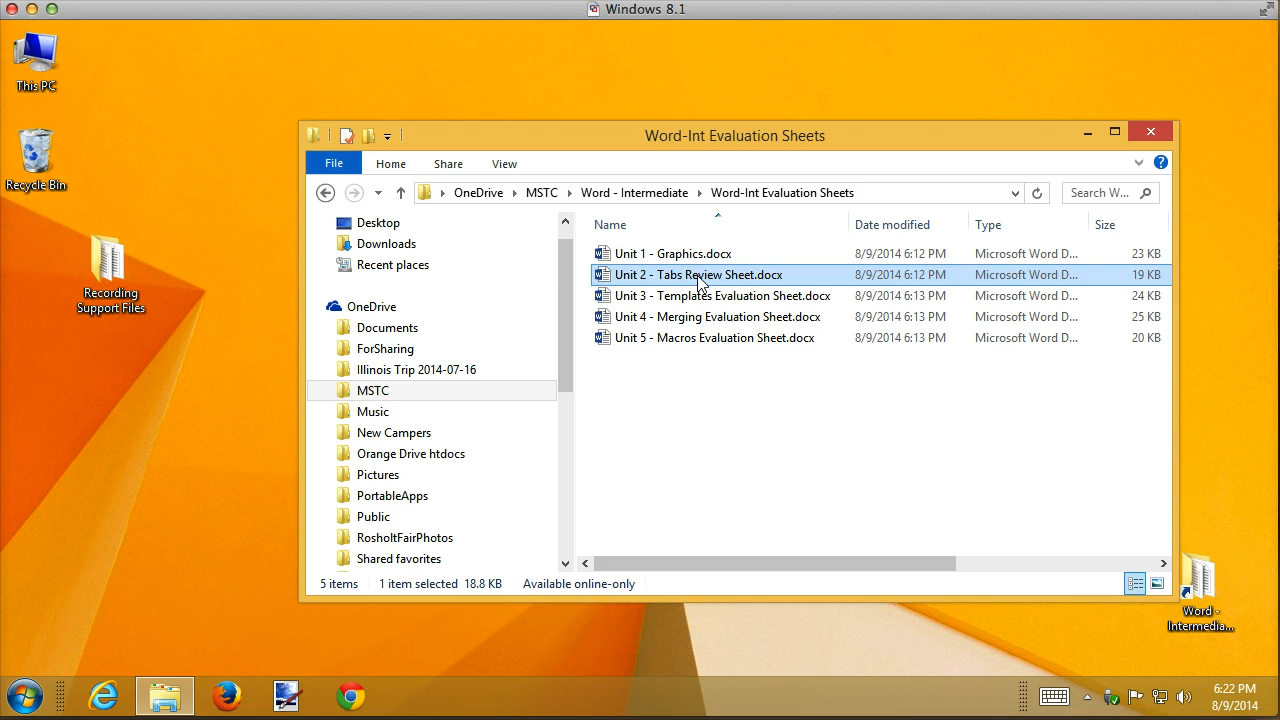 Windows 8.1
This PC
Recycle Bin
Recording
Support Files
Word-Int Evaluation Sheets
File Home Share View
OneDrive MSTC Word - Intermediate Word-Int Evaluation Sheets Search W...
Desktop
Downloads
Recent places
OneDrive
Documents
ForSharing
Illinois Trip 2014-07-16
MSTC
Music
New Campers
Orange Drive htdocs
Pictures
PortableApps
Public
RosholtFairPhotos
Shared favorites
Name Date modified Type Size
Unit 1 - Graphics.docx 8/9/2014 6:12 PM Microsoft Word D... 23 KB
Unit 2 - Tabs Review Sheet.docx 8/9/2014 6:12 PM Microsoft Word D... 19 KB
Unit 3 - Templates Evaluation Sheet.docx 8/9/2014 6:13 PM Microsoft Word D... 24 KB
Unit 4 - Merging Evaluation Sheet.docx 8/9/2014 6:13 PM Microsoft Word D... 25 KB
Unit 5 - Macros Evaluation Sheet.docx 8/9/2014 6:13 PM Microsoft Word D... 20 KB
5 items 1 item selected 18.8 KB Available online-only
Word -
Intermedia...
6:22 PM
8/9/2014